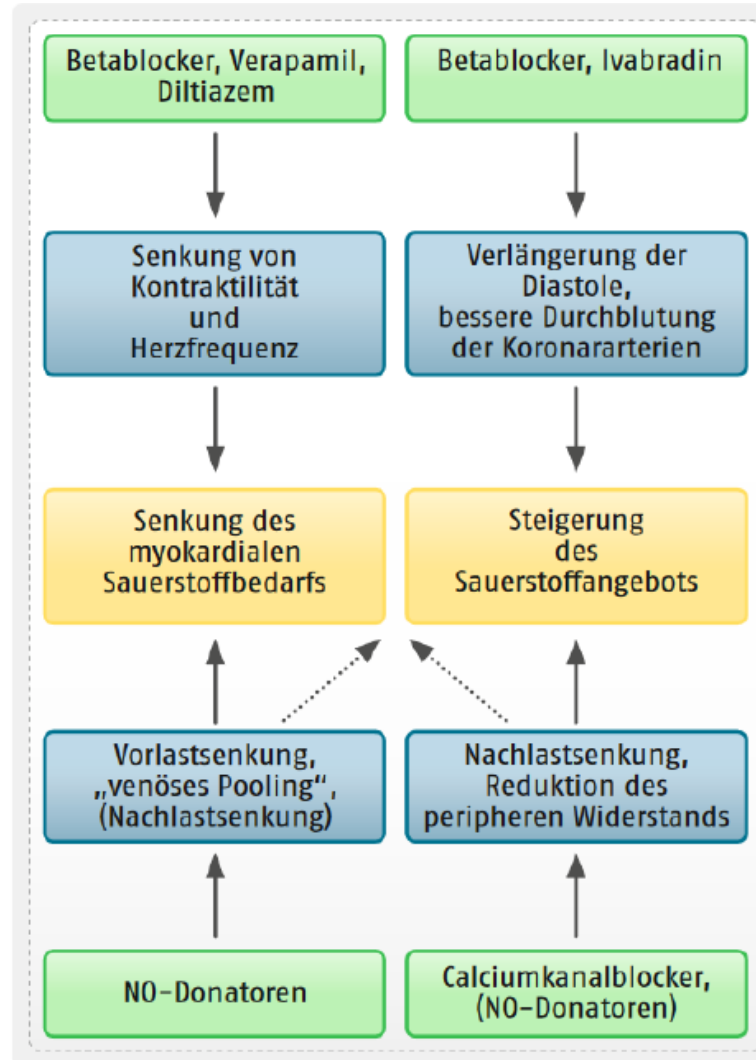 Betablocker, Verapamil,
Diltiazem
Betablocker, Ivabradin
Senkung von
Kontraktilität
und
Herzfrequenz
Verlängerung der
Diastole,
bessere Durchblutung
der Koronararterien
Senkung des
myokardialen
Sauerstoffbedarfs
Steigerung
des
Sauerstoffangebots
Vorlastsenkung,
„venöses Pooling“,
(Nachlastsenkung)
Nachlastsenkung,
Reduktion des
peripheren Widerstands
NO-Donatoren
Calciumkanalblocker,
(NO-Donatoren)